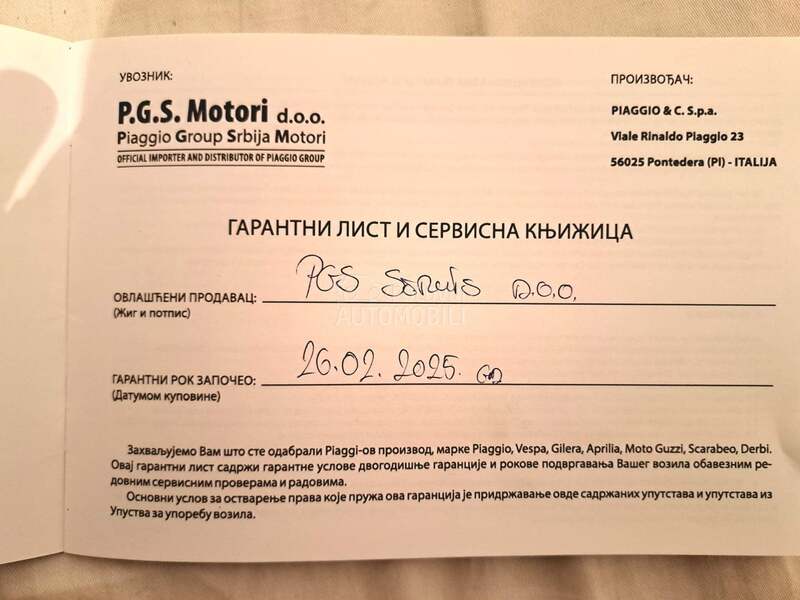 УВОЗНИК:
P.G.S. Motori d.o.o.
Piaggio Group Srbija Motori
OFFICIAL IMPORTER AND DISTRIBUTOR OF PIAGGIO GROUP
ПРОИЗВОЂАЧ:
PIAGGIO & C. S.p.a.
Viale Rinaldo Piaggio 23
56025 Pontedera (PI) - ITALIJA
ГАРАНТНИ ЛИСТ И СЕРВИСНА КЊИЖИЦА
ОВЛАШЋЕНИ ПРОДАВАЦ: PGS D.O.O.
(Жиг и потпис)
AUTOMOBILI
ГАРАНТНИ РОК ЗАПОЧЕО: 26.02.2025.
(Датумом куповине)
Захваљујемо Вам што сте одабрали Piaggi-ов производ, марке Piaggio, Vespa, Gilera, Aprilia, Moto Guzzi, Scarabeo, Derbi.
Овај гарантни лист садржи гарантне услове двогодишње гаранције и рокове подвргавања Вашег возила обавезним ре-
довним сервисним проверама и радовима.
Основни услов за остварење права које пружа ова гаранција је придржавање овде садржаних упутстава и упутстава из
Упуства за употребу возила.